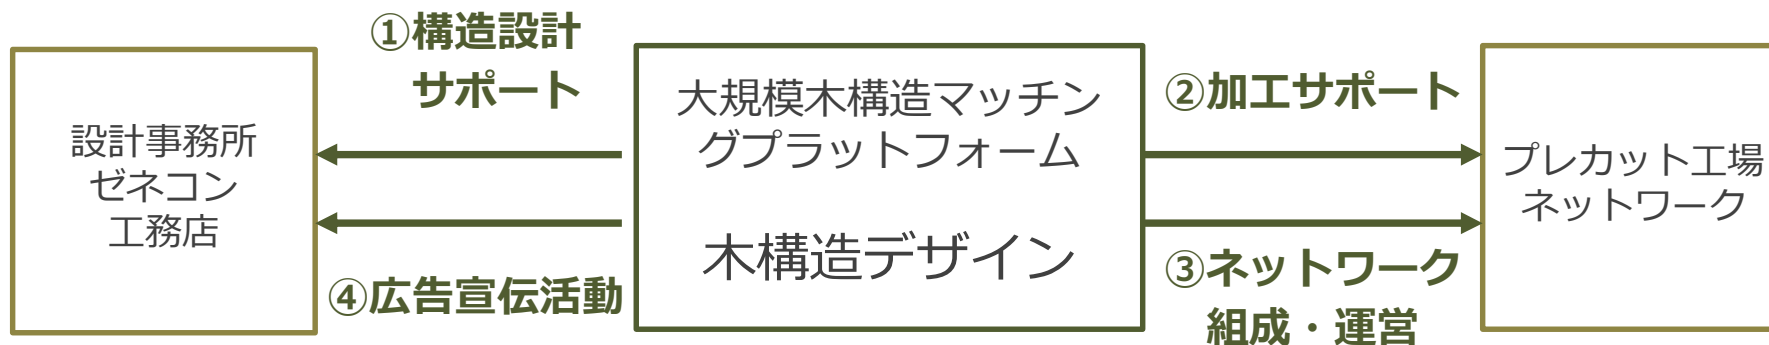 ①構造設計
サポート
設計事務所
ゼネコン
工務店
④広告宣伝活動
大規模木構造マッチン
グプラットフォーム
木構造デザイン
②加工サポート
③ネットワーク
組成・運営
プレカット工場
ネットワーク